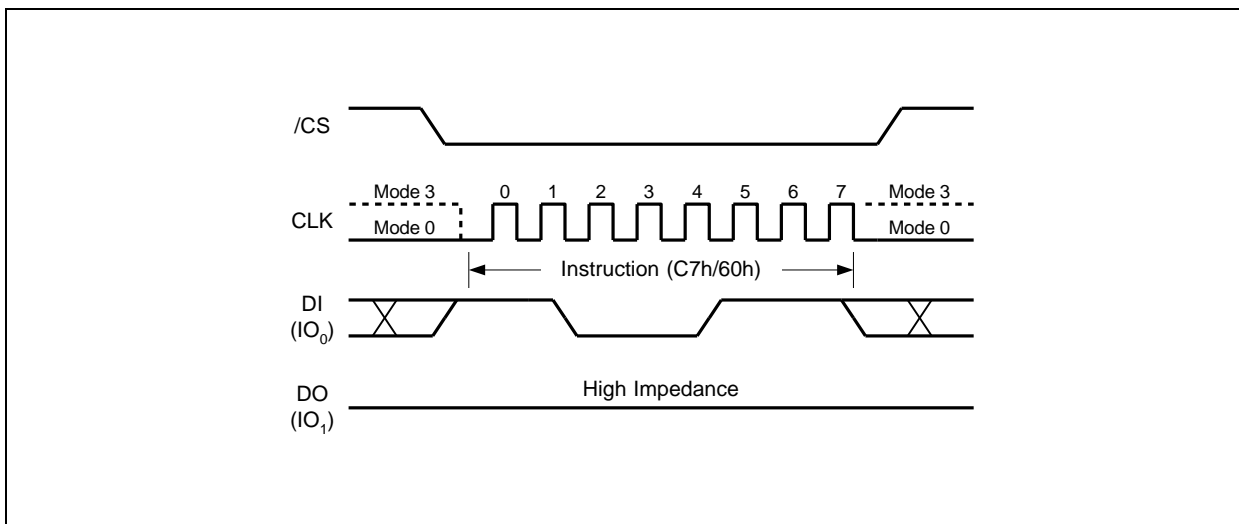 /CS
Mode 3 0 1 2 3 4 5 6 7 Mode 3
CLK
Mode 0 Mode 0
Instruction (C7h/60h)
DI
(IO0)
High Impedance
DO
(IO1)